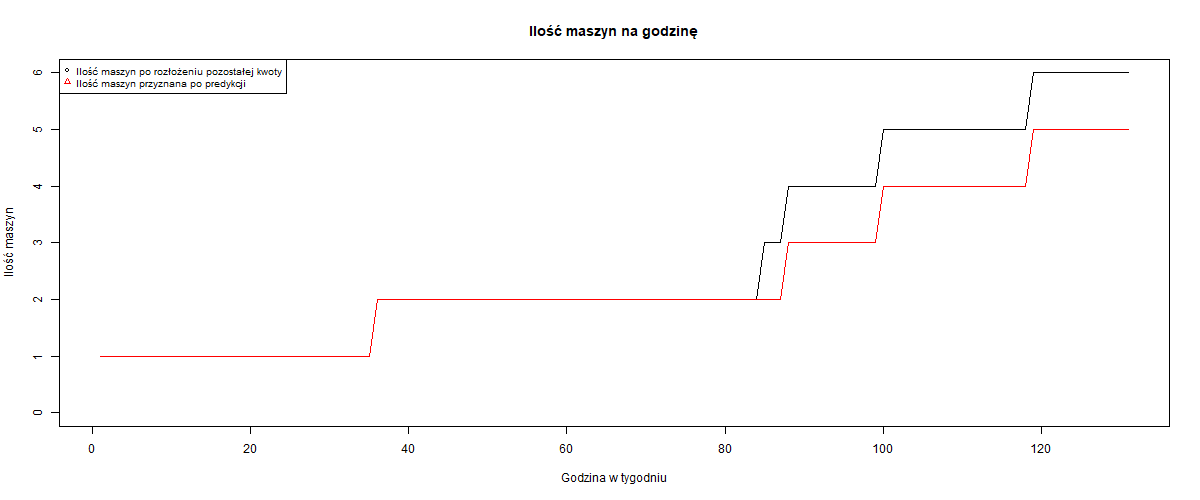 Ilość maszyn na godzinę
Ilość maszyn po rozłożeniu pozostałej kwoty
Ilość maszyn przyznana po predykcji
Ilość maszyn
6
5
4
3
2
1
0
0 20 40 60 80 100 120
Godzina w tygodniu